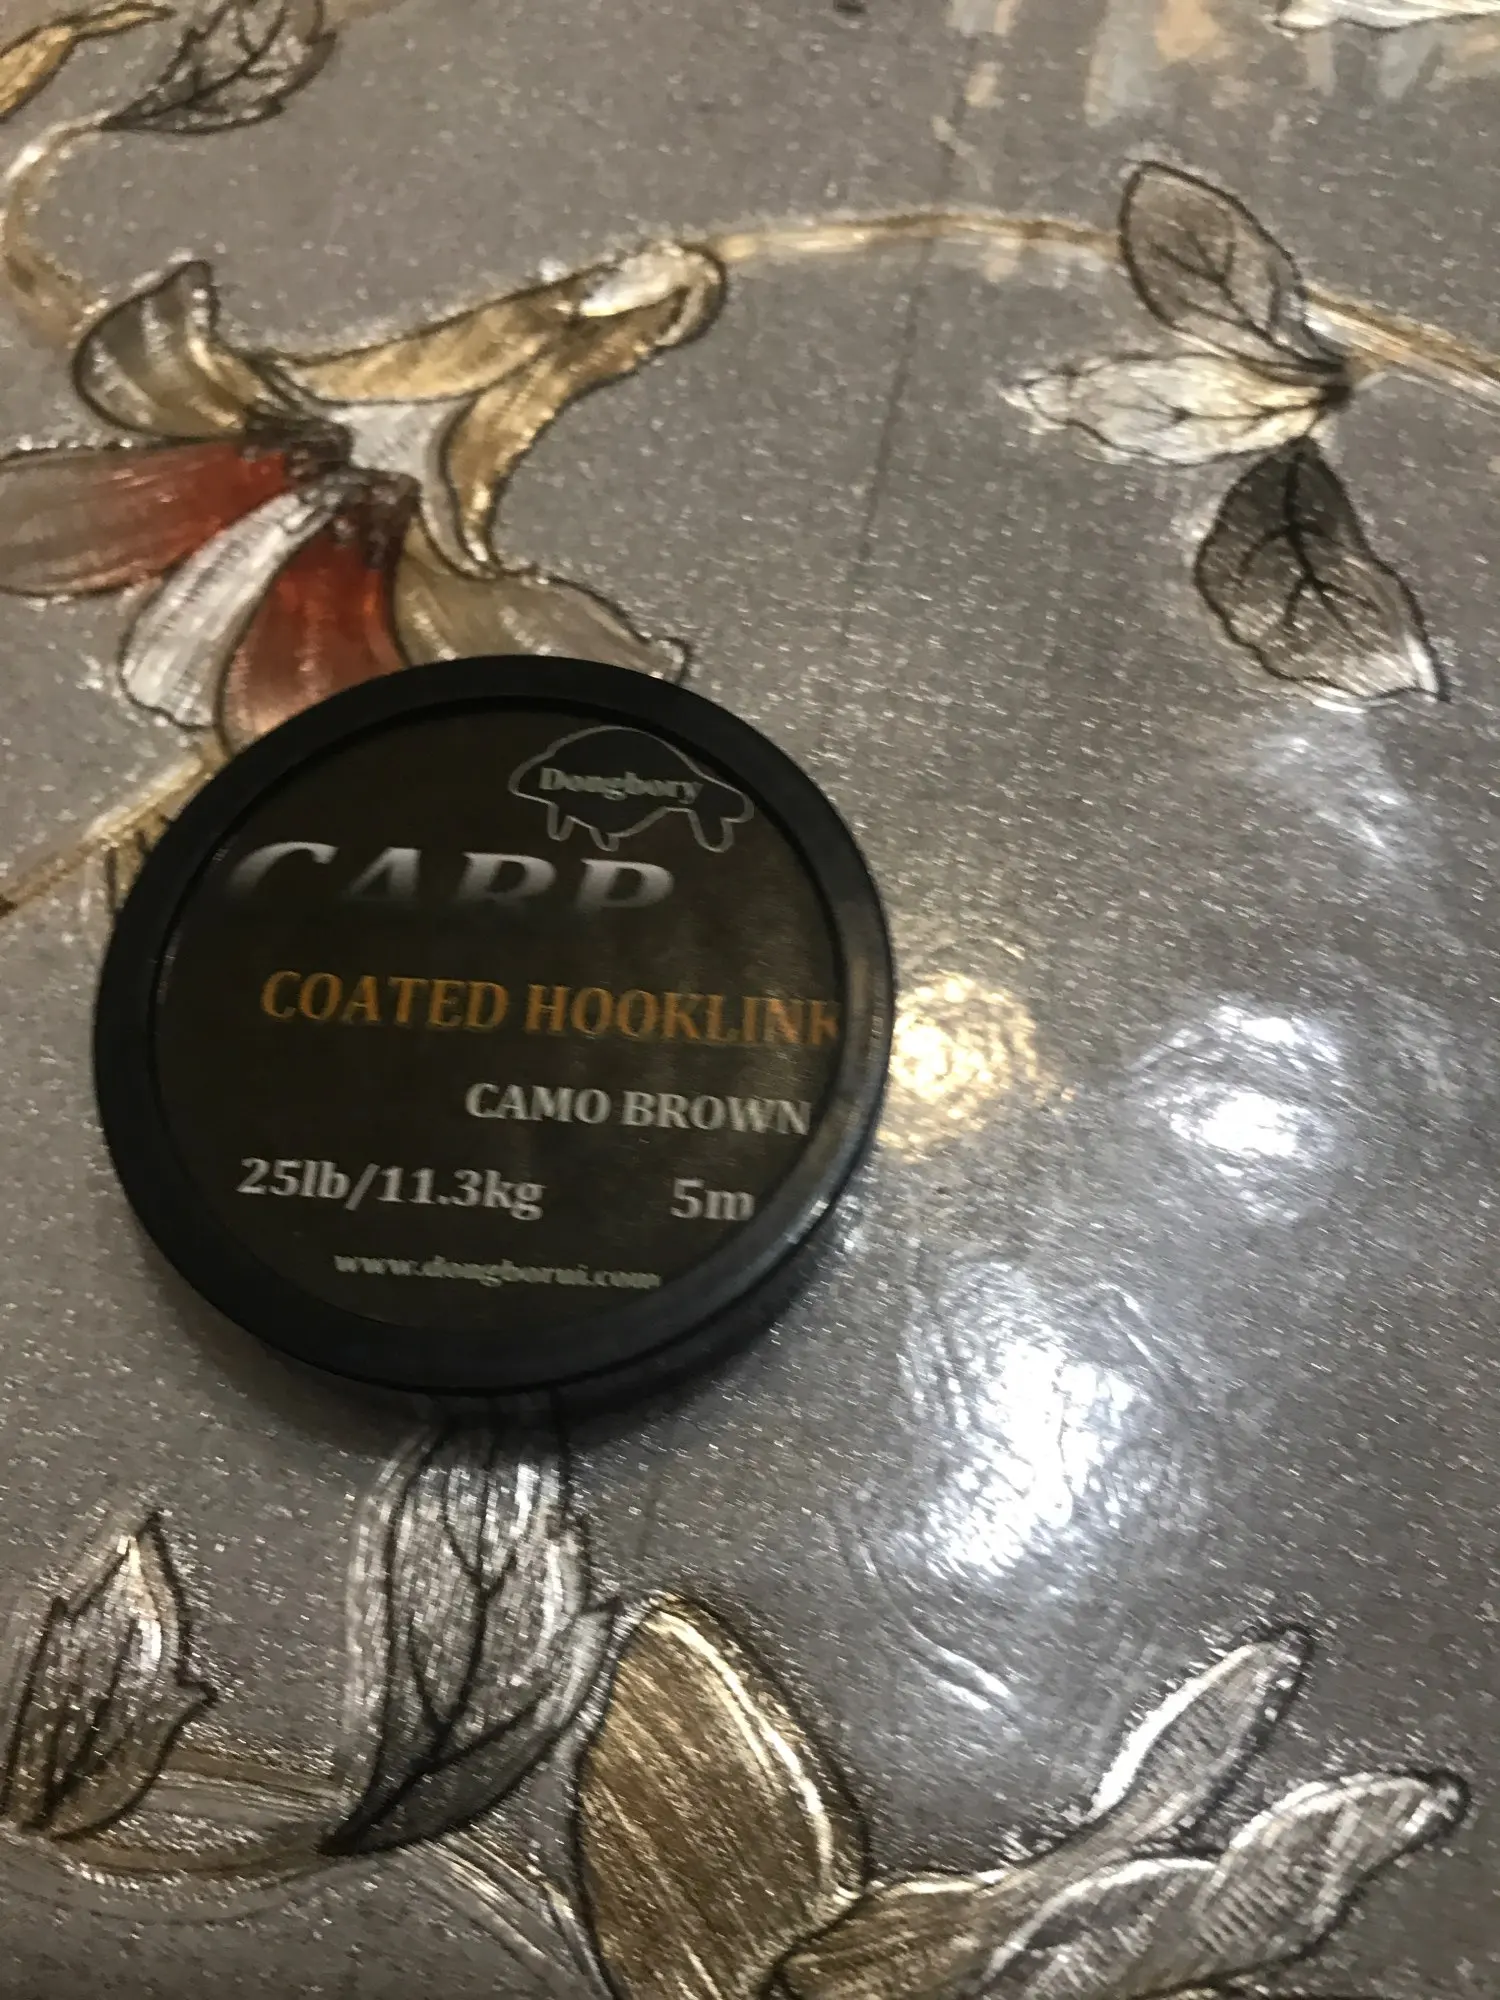 Dongbory
CARP
COATED HOOKLINK
CAMO BROWN
25lb/11.3kg 5m
www.dongborui.com